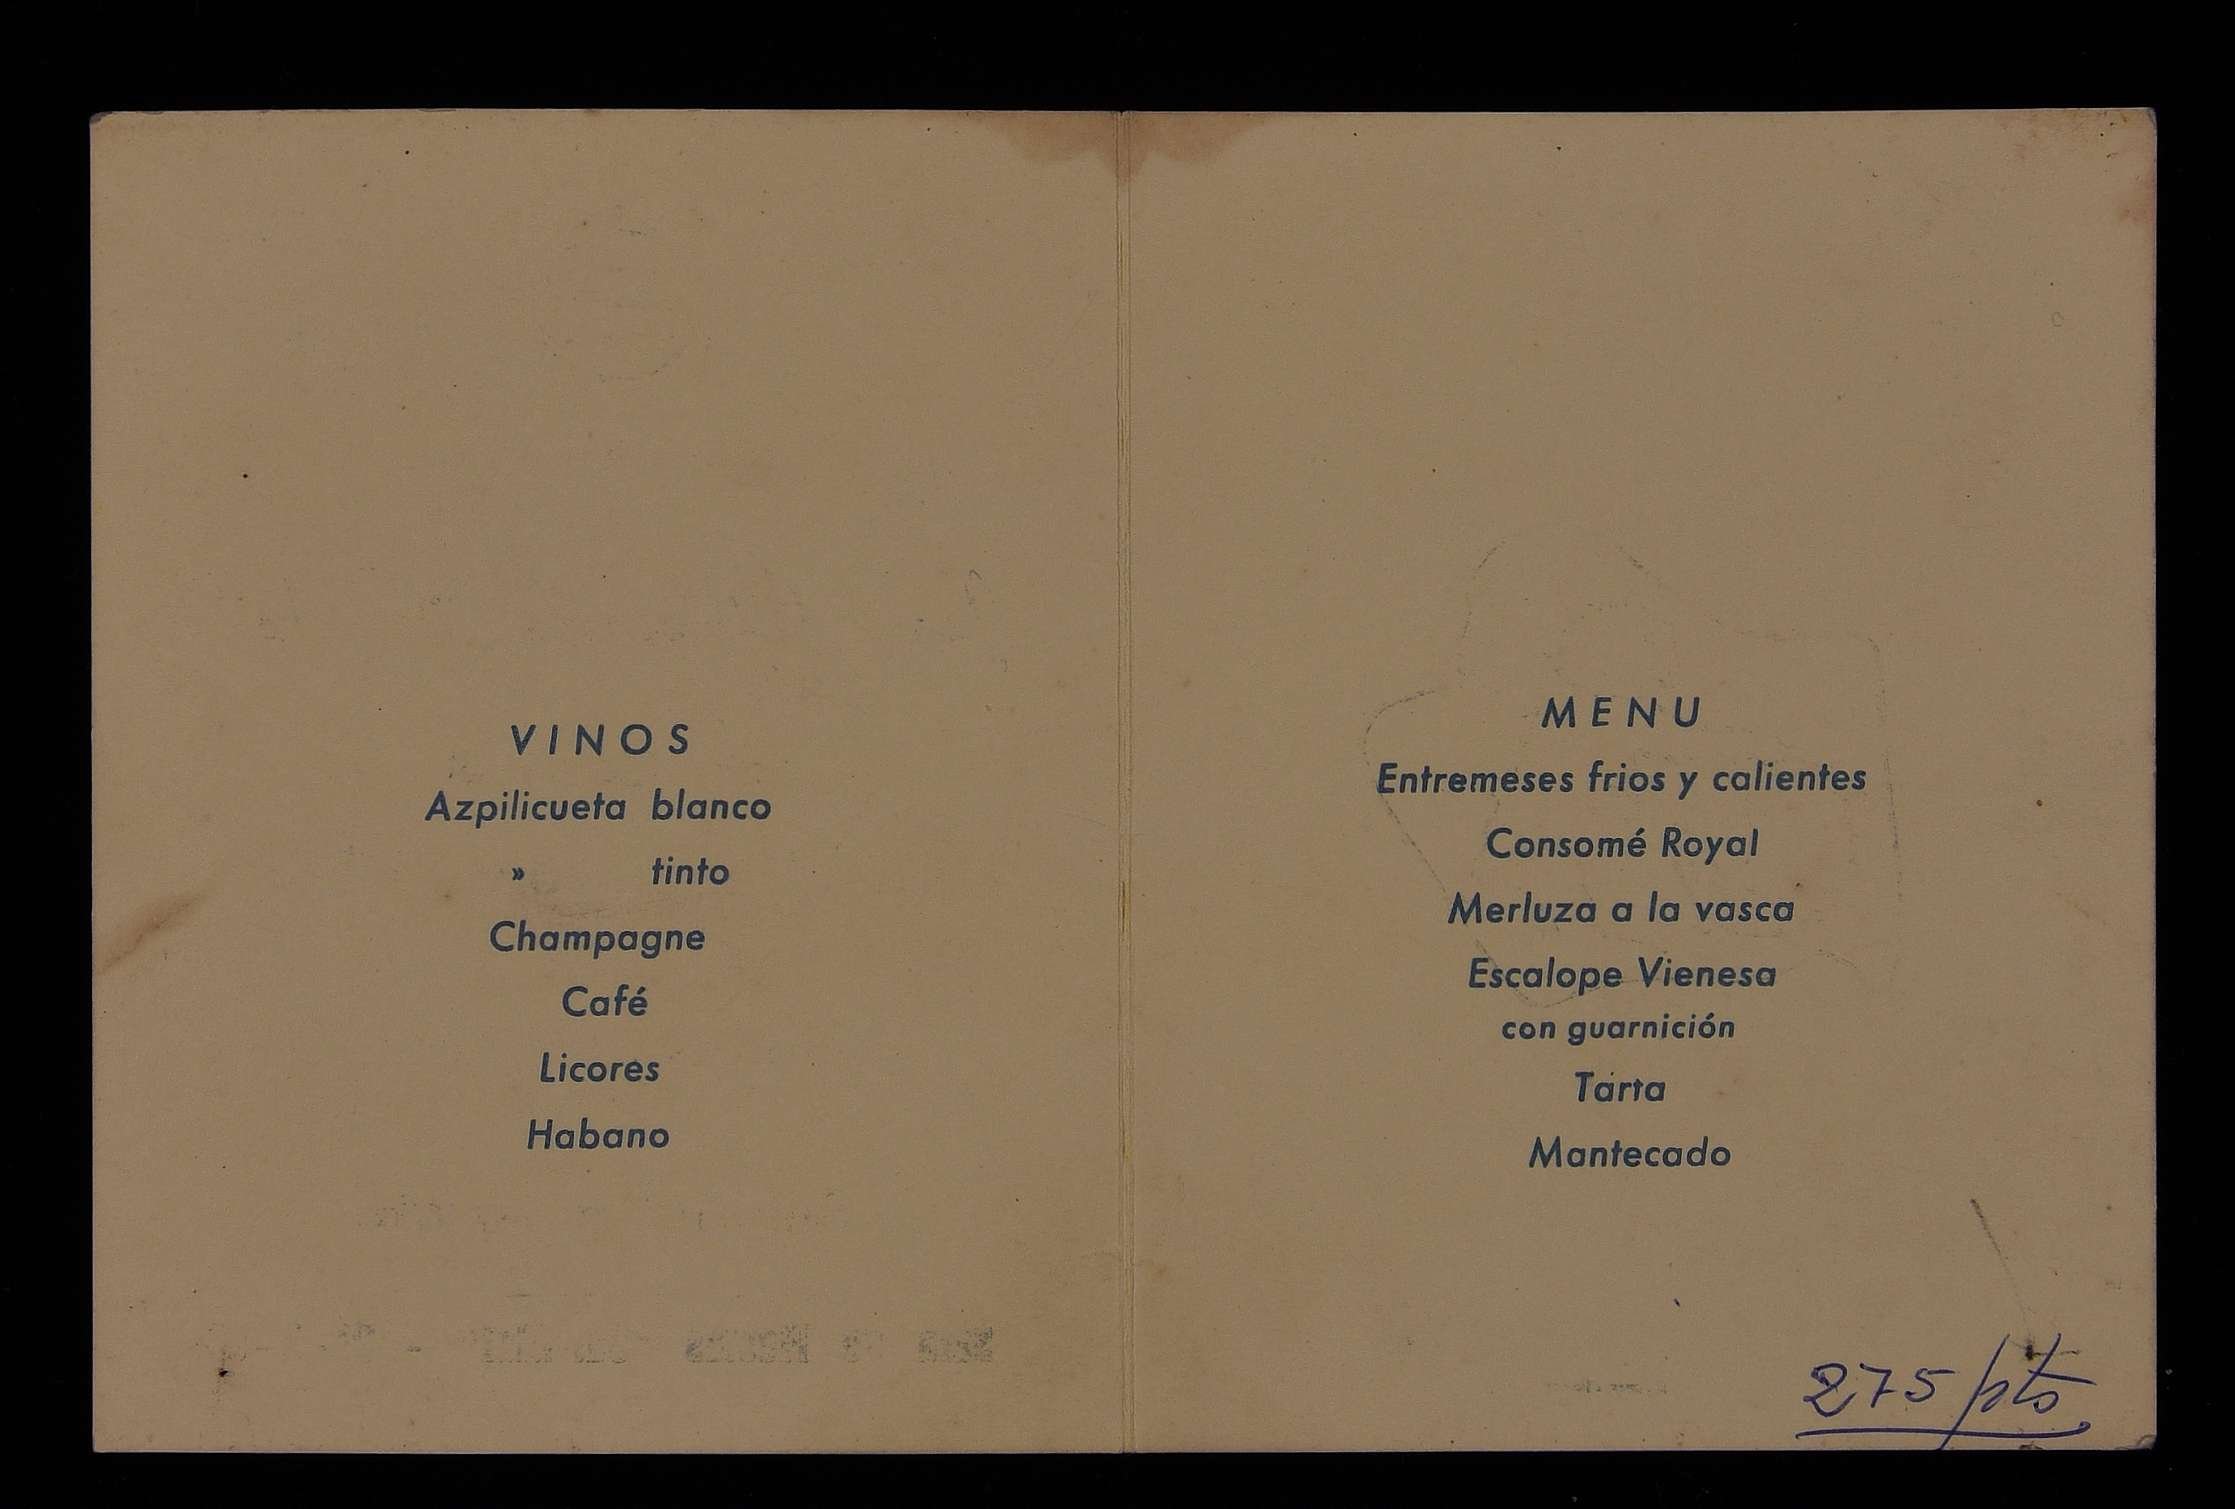 VINOS
Azpilicueta blanco
» tinto
Champagne
Café
Licores
Habano
MENU
Entremeses frios y calientes
Consomé Royal
Merluza a la vasca
Escalope Vienesa
con guarnición
Tarta
Mantecado
275 pts